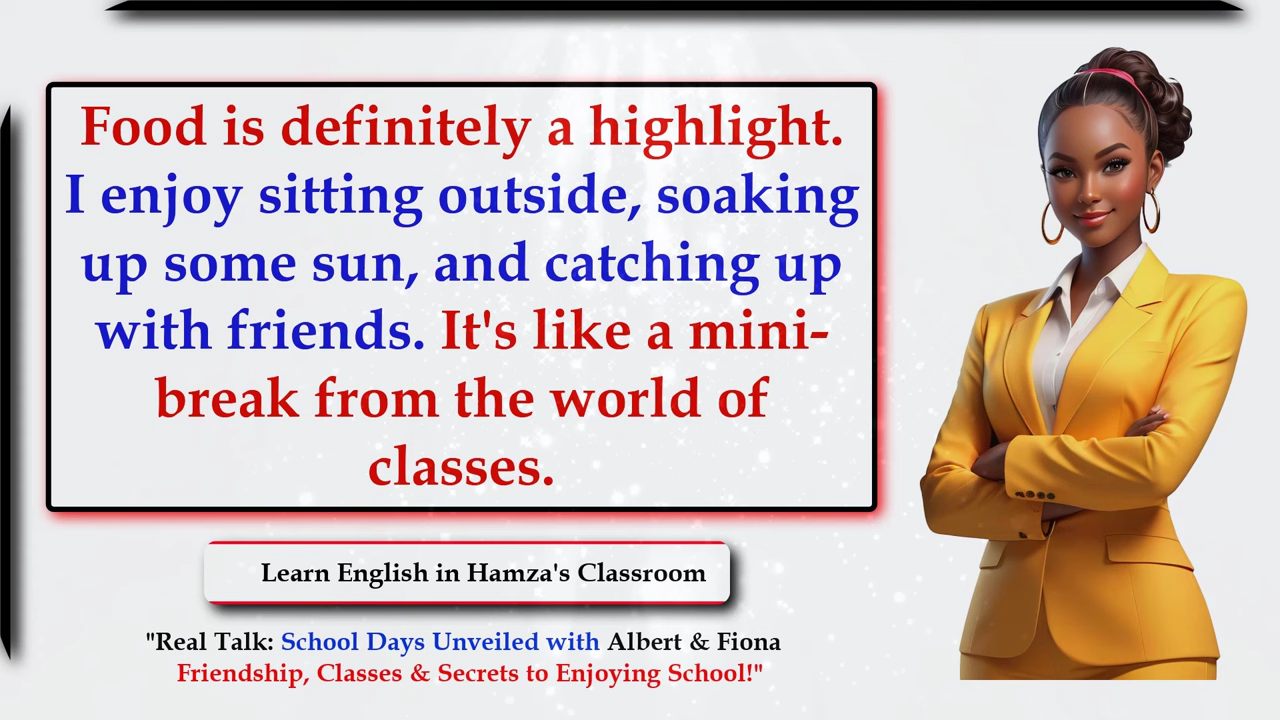 Food is definitely a highlight.
I enjoy sitting outside, soaking
up some sun, and catching up
with friends. It's like a mini-
break from the world of
classes.
Learn English in Hamza's Classroom
"Real Talk: School Days Unveiled with Albert & Fiona
Friendship, Classes & Secrets to Enjoying School!"